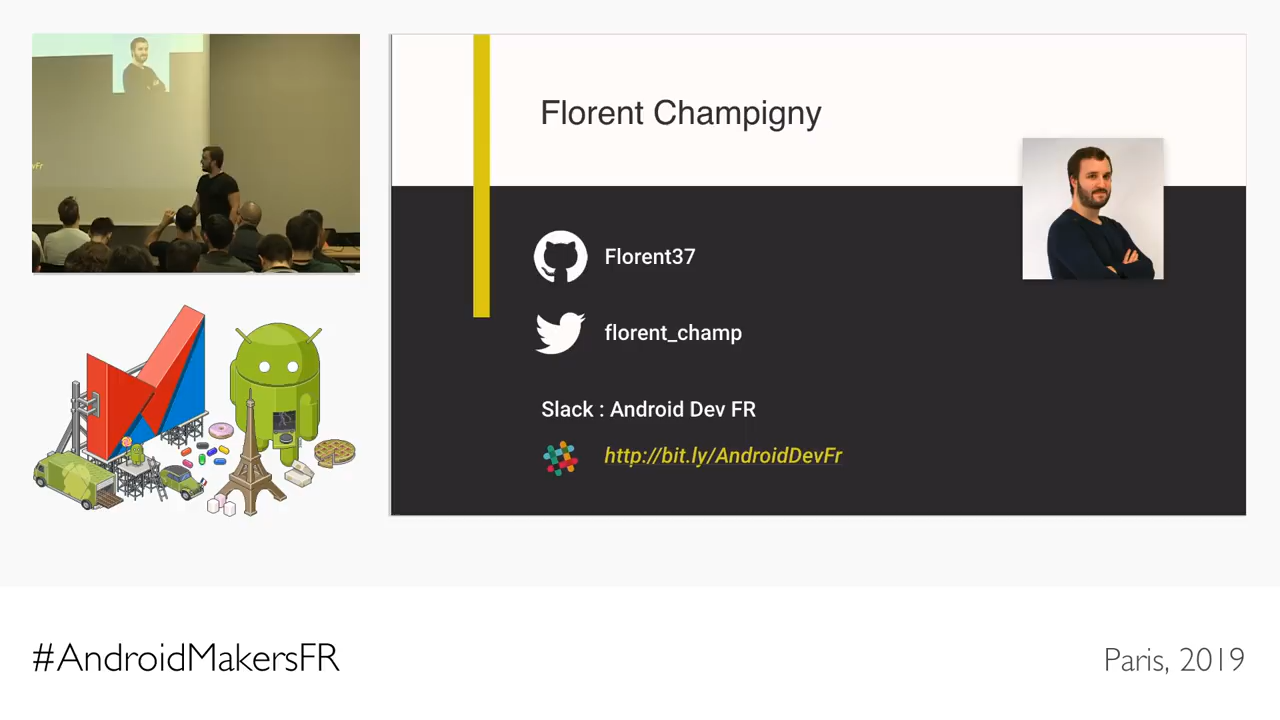 Florent Champigny
Florent37
florent_champ
Slack : Android Dev FR
http://bit.ly/AndroidDevFr
#AndroidMakersFR
Paris, 2019